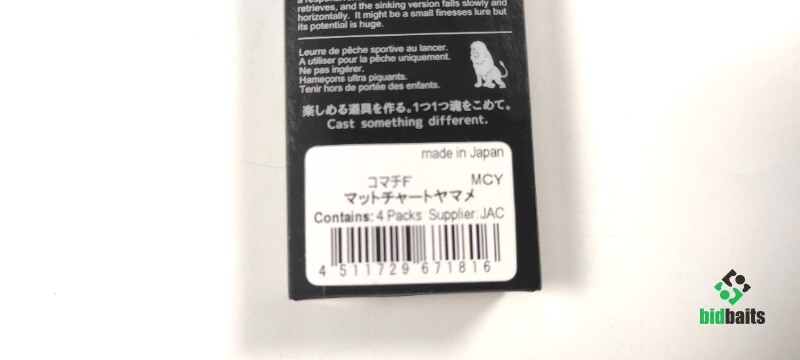 retrieves, and the sinking version falls slowly and
horizontally. It might be a small finesses lure but
its potential is huge.
Leurre de pêche sportive au lancer.
A utiliser pour la pêche uniquement.
Ne pas ingérer.
Hameçons ultra piquants.
Tenir hors de portée des enfants.
楽しめる道具を作る。1つ1つ魂をこめて。
Cast something different.
made in Japan
コマチF MCY
マットチャートヤマメ
Contains: 4 Packs Supplier: JAC
4 511729 671816
bidbaits